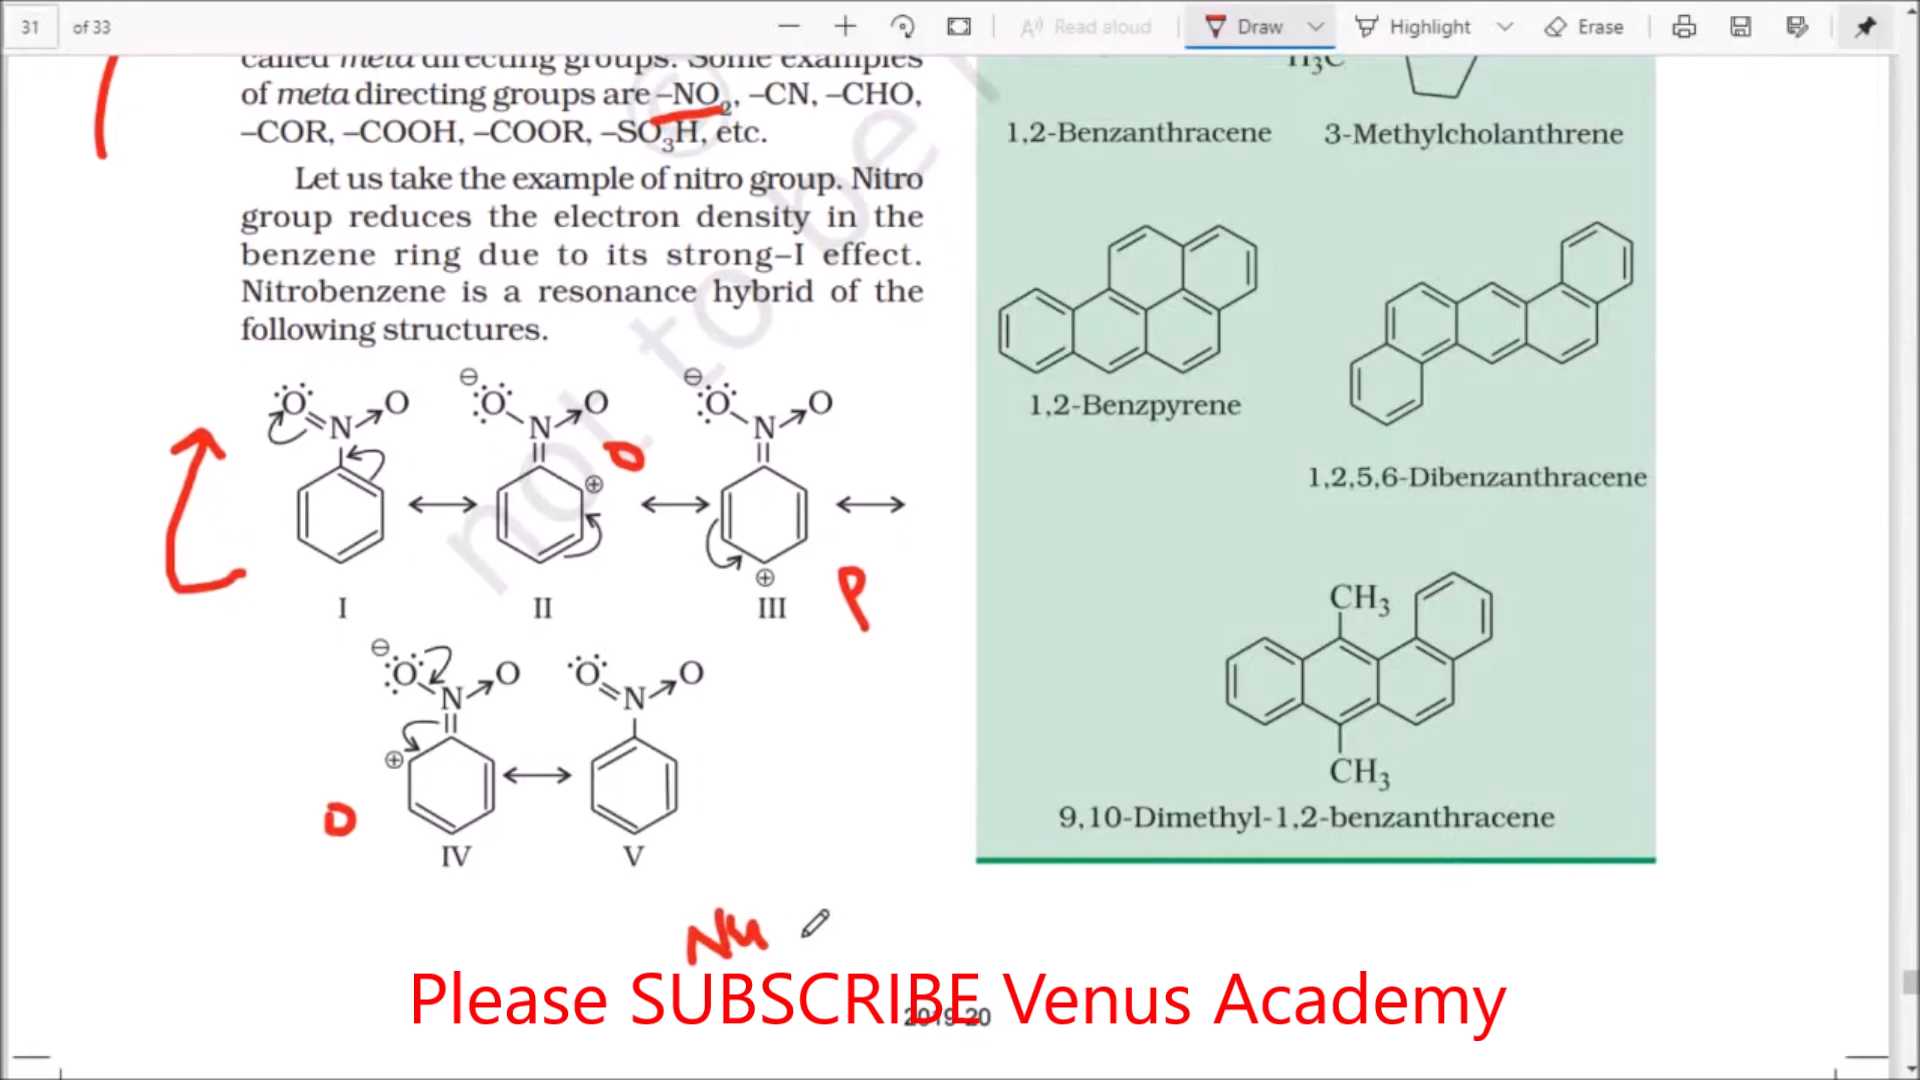 31 of 33
Read aloud
Draw
Highlight
Erase
called meta directing groups. Some examples
of meta directing groups are –NO2, –CN, –CHO,
–COR, –COOH, –COOR, –SO3H, etc.
Let us take the example of nitro group. Nitro
group reduces the electron density in the
benzene ring due to its strong–I effect.
Nitrobenzene is a resonance hybrid of the
following structures.
O N O
O N O
O N O
O
I
II
III
P
O N O
O N O
O
IV
V
Nu
H3C
1,2-Benzanthracene
3-Methylcholanthrene
1,2-Benzpyrene
1,2,5,6-Dibenzanthracene
CH3
CH3
9,10-Dimethyl-1,2-benzanthracene
not to be
©
Please SUBSCRIBE Venus Academy
2019-20